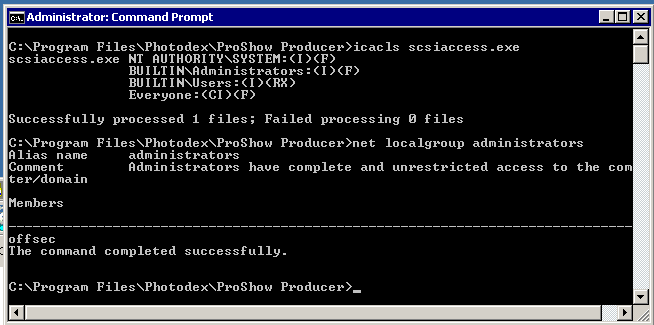 Administrator: Command Prompt
C:\Program Files\Photodex\ProShow Producer>icacls scsiaccess.exe
scsiaccess.exe NT AUTHORITY\SYSTEM:(I)(F)
BUILTIN\Administrators:(I)(F)
BUILTIN\Users:(I)(RX)
Everyone:(CI)(F)
Successfully processed 1 files; Failed processing 0 files
C:\Program Files\Photodex\ProShow Producer>net localgroup administrators
Alias name     administrators
Comment        Administrators have complete and unrestricted access to the com
ter/domain
Members
-------------------------------------------------------------------------------
offsec
The command completed successfully.
C:\Program Files\Photodex\ProShow Producer>_